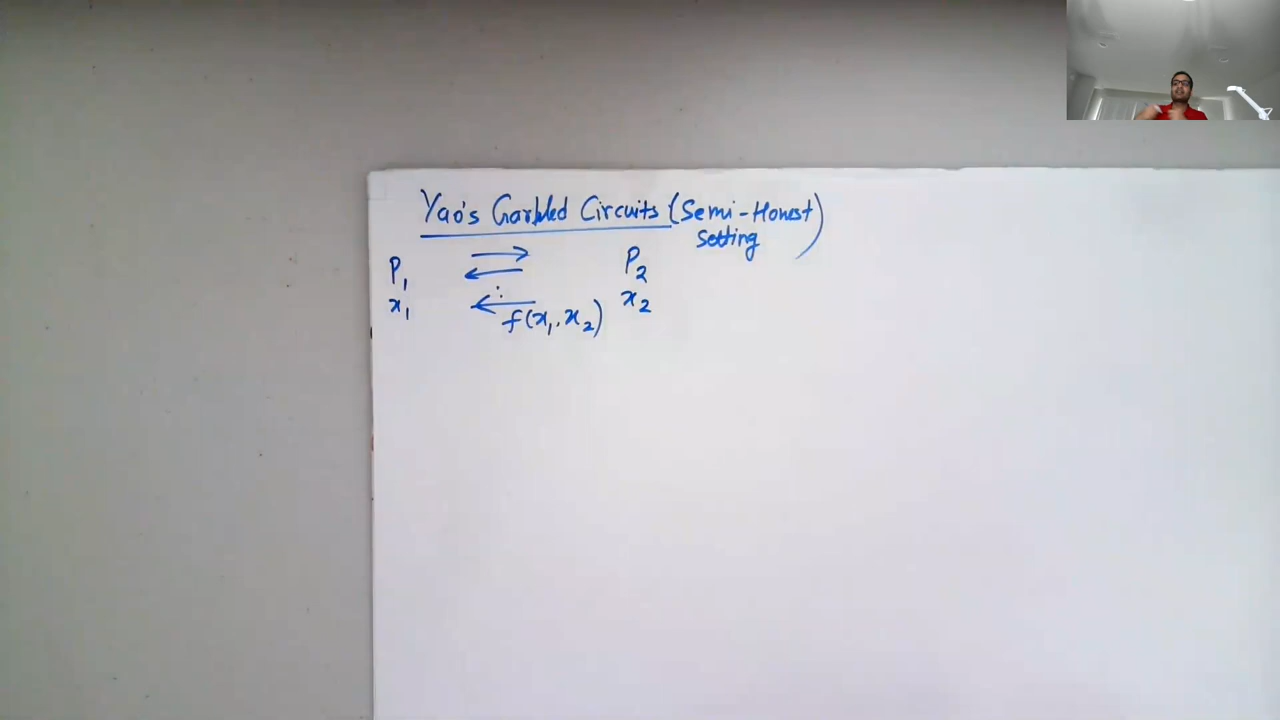 Yao's Garbled Circuits (Semi-Honest)
Setting
P₁ P₂
x₁ x₂
f(x₁, x₂)